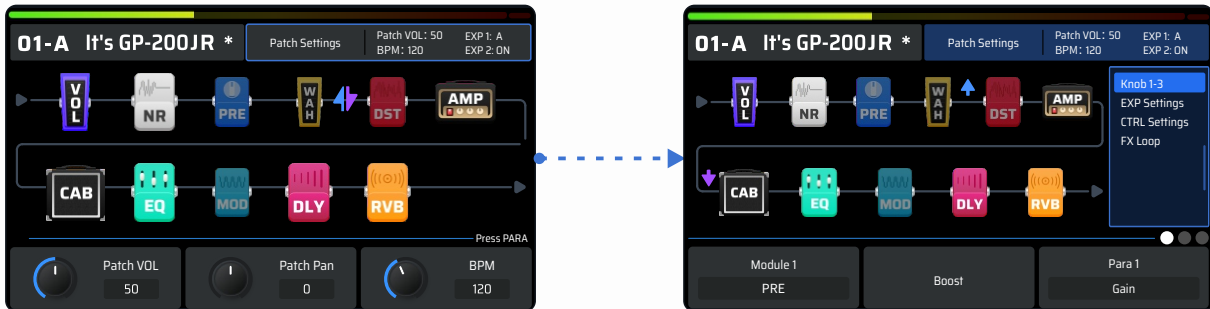 01-A It's GP-200JR *
Patch Settings
Patch VOL: 50
EXP 1: A
BPM: 120
EXP 2: ON
VOL
NR
PRE
WAH
DST
AMP
CAB
EQ
MOD
DLY
RVB
Press PARA
Patch VOL
50
Patch Pan
0
BPM
120
01-A It's GP-200JR *
Patch Settings
Patch VOL: 50
EXP 1: A
BPM: 120
EXP 2: ON
VOL
NR
PRE
WAH
DST
AMP
Knob 1-3
EXP Settings
CTRL Settings
FX Loop
CAB
EQ
MOD
DLY
RVB
Module 1
PRE
Boost
Para 1
Gain